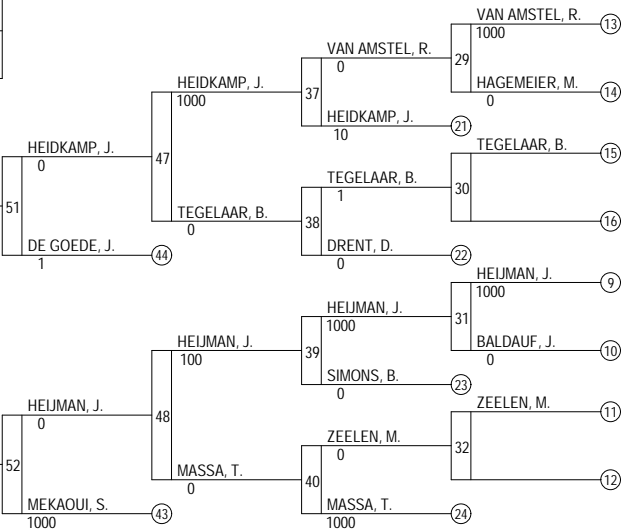 VAN AMSTEL, R. 13
1000
VAN AMSTEL, R. 29
0
HEIDKAMP, J. HAGEMEIER, M. 14
1000 37 0
HEIDKAMP, J. 21
10
HEIDKAMP, J. TEGELAAR, B. 15
0 47
TEGELAAR, B. 30
1
51 TEGELAAR, B. 38 16
0
DE GOEDE, J. 44 DRENT, D. 22
1 0
HEIJMAN, J. 9
1000
HEIJMAN, J. 31
1000
HEIJMAN, J. 39 BALDAUF, J. 10
100 0
SIMONS, B. 23
0
HEIJMAN, J. 48 ZEELEN, M. 11
0
ZEELEN, M. 32
0
52 MASSA, T. 40 12
0
MEKAOUI, S. 43 MASSA, T. 24
1000 1000